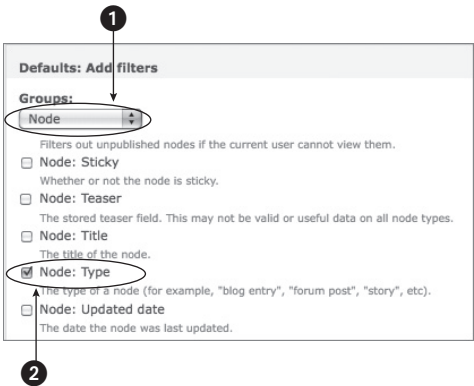 1
Defaults: Add filters
Groups:
Node
Filters out unpublished nodes if the current user cannot view them.
Node: Sticky
Whether or not the node is sticky.
Node: Teaser
The stored teaser field. This may not be valid or useful data on all node types.
Node: Title
The title of the node.
Node: Type
The type of a node (for example, "blog entry", "forum post", "story", etc).
Node: Updated date
The date the node was last updated.
2